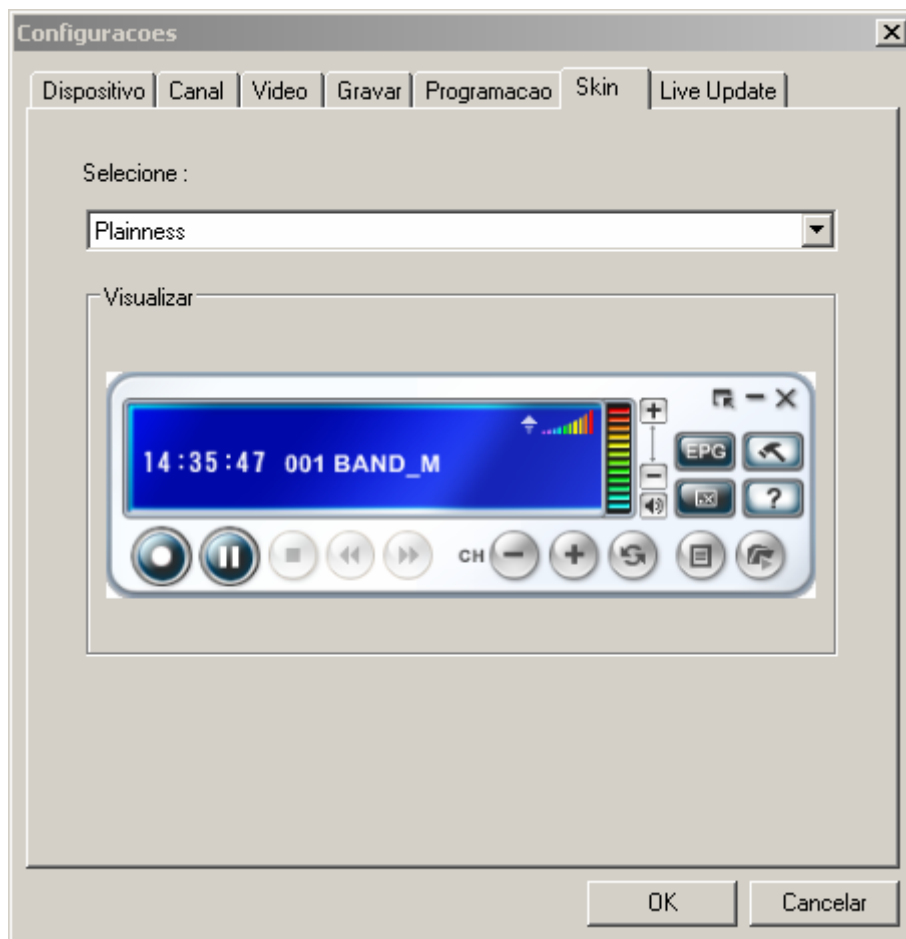 Configuracoes
Dispositivo Canal Video Gravar Programacao Skin Live Update
Selecione :
Plainness
Visualizar
14:35:47 001 BAND_M
EPG
?
CH
OK Cancelar